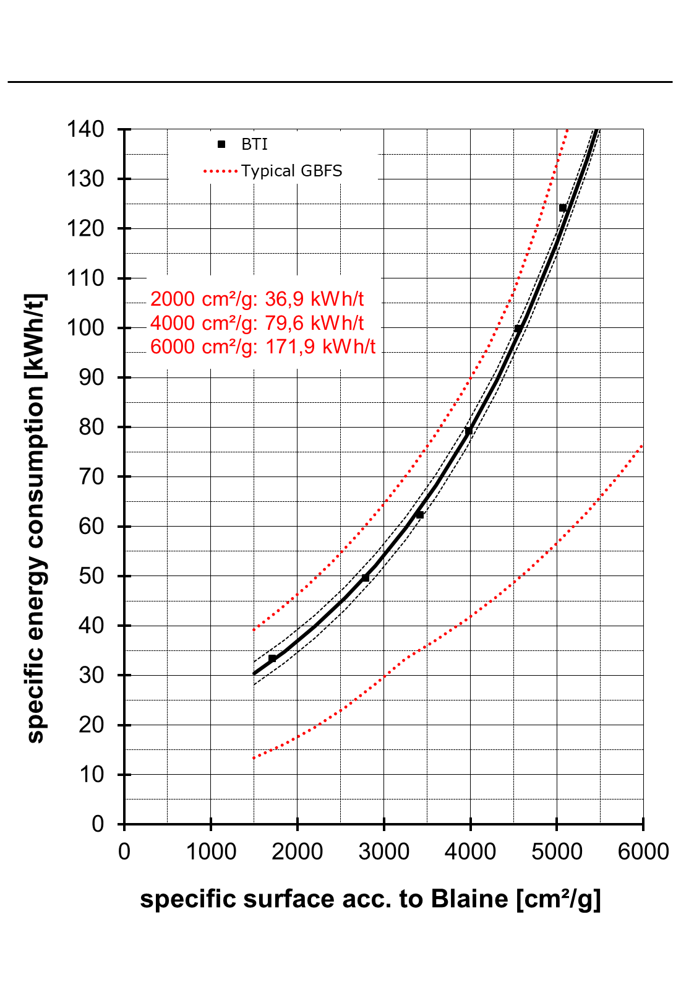 140
130
120
110
100
90
80
70
60
50
40
30
20
10
0
BTI
Typical GBFS
2000 cm²/g: 36,9 kWh/t
4000 cm²/g: 79,6 kWh/t
6000 cm²/g: 171,9 kWh/t
specific energy consumption [kWh/t]
0 1000 2000 3000 4000 5000 6000
specific surface acc. to Blaine [cm²/g]